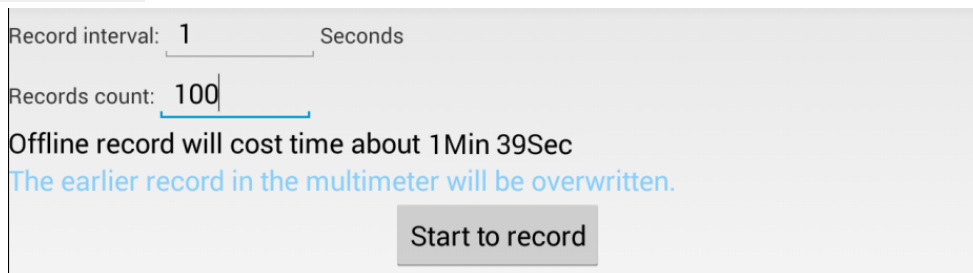 Record interval: 1 Seconds
Records count: 100
Offline record will cost time about 1Min 39Sec
The earlier record in the multimeter will be overwritten.
Start to record